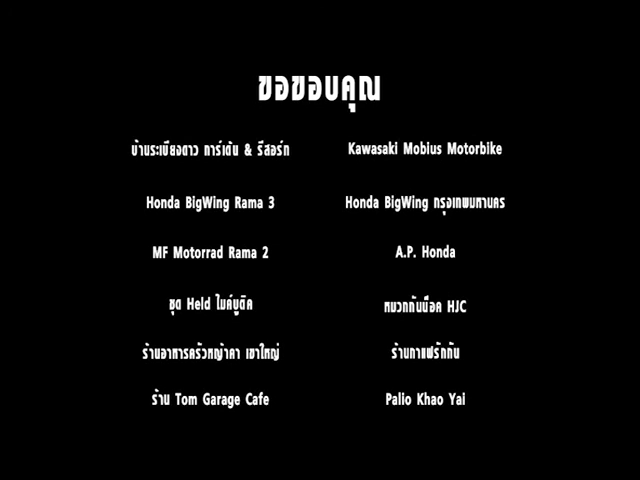 ขอขอบคุณ
บ้านระเบียงดาว การ์เด้น & รีสอร์ท
Kawasaki Mobius Motorbike
Honda BigWing Rama 3
Honda BigWing กรุงเทพมหานคร
MF Motorrad Rama 2
A.P. Honda
ชุด Held ไมค์บูติค
หมวกกันน็อค HJC
ร้านอาหารครัวหญ้าคา เขาใหญ่
ร้านกาแฟรักกัน
ร้าน Tom Garage Cafe
Palio Khao Yai